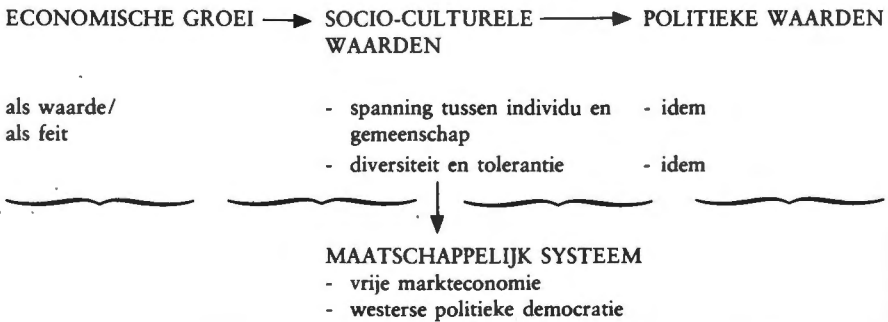 ECONOMISCHE GROEI → SOCIO-CULTURELE → POLITIEKE WAARDEN
WAARDEN
als waarde/ - spanning tussen individu en - idem
als feit gemeenschap
- diversiteit en tolerantie - idem
MAATSCHAPPELIJK SYSTEEM
- vrije markteconomie
- westerse politieke democratie